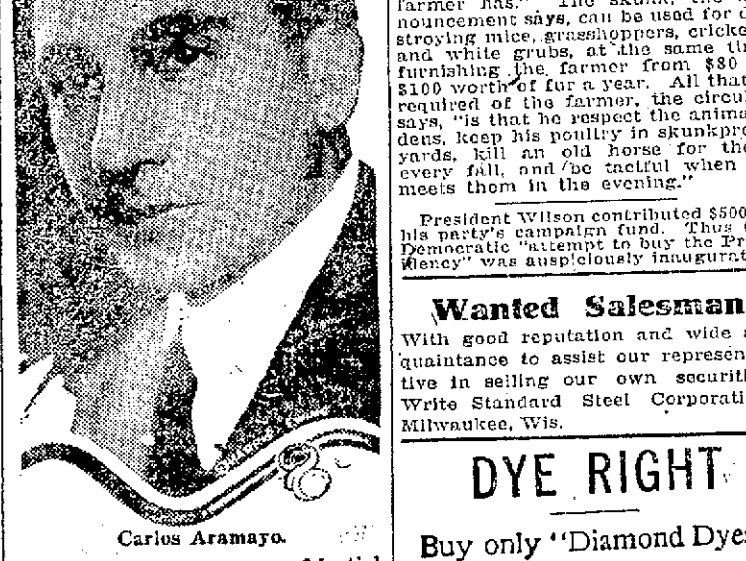 Carlos Aramayo.
farmer has." The skunk, the
nouncement says, can be used for d
stroying mice, grasshoppers, cricke
and white grubs, at the same ti
furnishing the farmer from $80
$100 worth of fur a year. All that
required of the farmer, the circu
says, "is that he respect the anima
dens, keep his poultry in skunkpro
yards, kill an old horse for the
every fall, and be tactful when
meets them in the evening."
President Wilson contributed $500
his party's campaign fund. Thus
Democratic "attempt to buy the Pr
idency" was auspiciously inaugurat
Wanted Salesman
With good reputation and wide a
quaintance to assist our represen
tive in selling our own securiti
Write Standard Steel Corporati
Milwaukee, Wis.
DYE RIGHT
Buy only "Diamond Dye